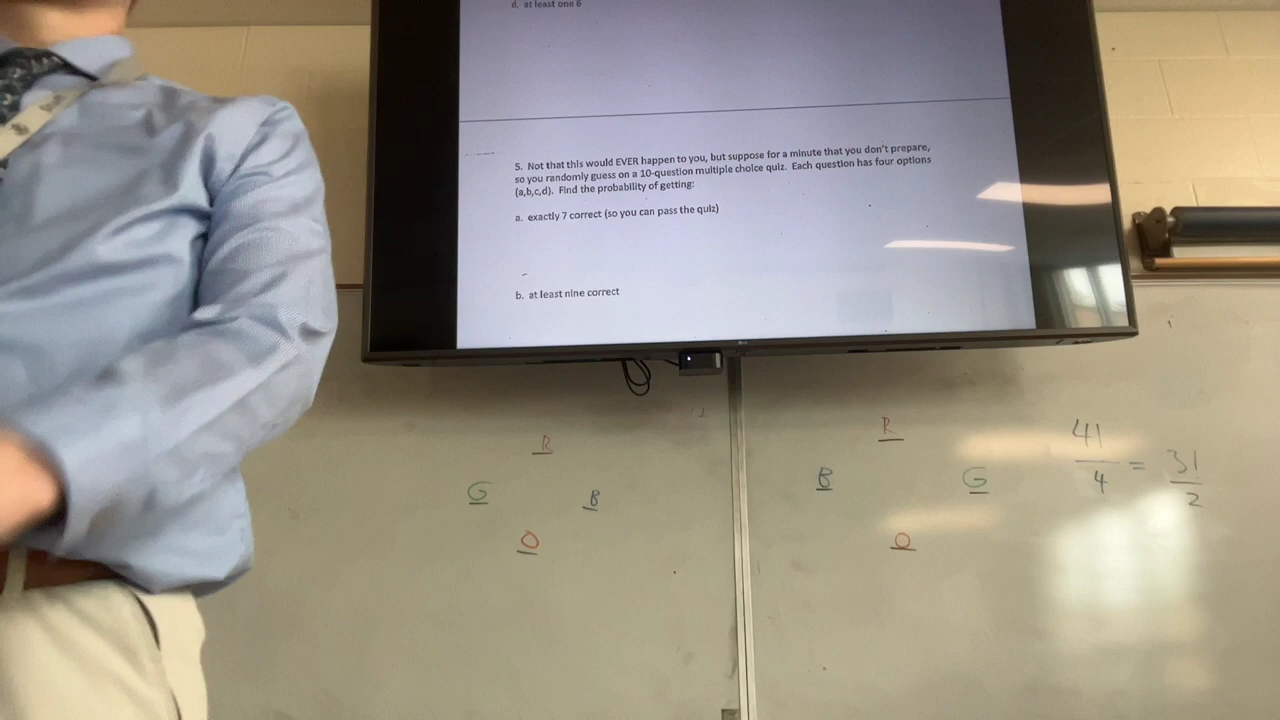 d. at least one 6
5. Not that this would EVER happen to you, but suppose for a minute that you don't prepare,
so you randomly guess on a 10-question multiple choice quiz. Each question has four options
(a,b,c,d). Find the probability of getting:
a. exactly 7 correct (so you can pass the quiz)
b. at least nine correct
R
G B
O
R
B G
O
4!
4
=
3!
2